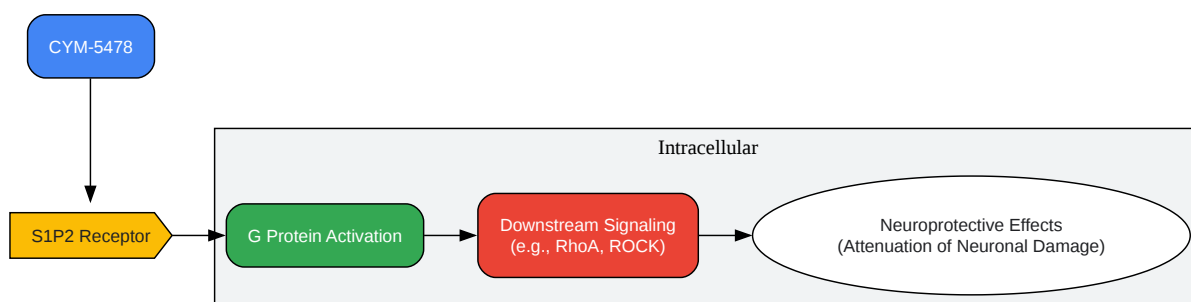 CYM-5478
Intracellular
S1P2 Receptor
G Protein Activation
Downstream Signaling
(e.g., RhoA, ROCK)
Neuroprotective Effects
(Attenuation of Neuronal Damage)